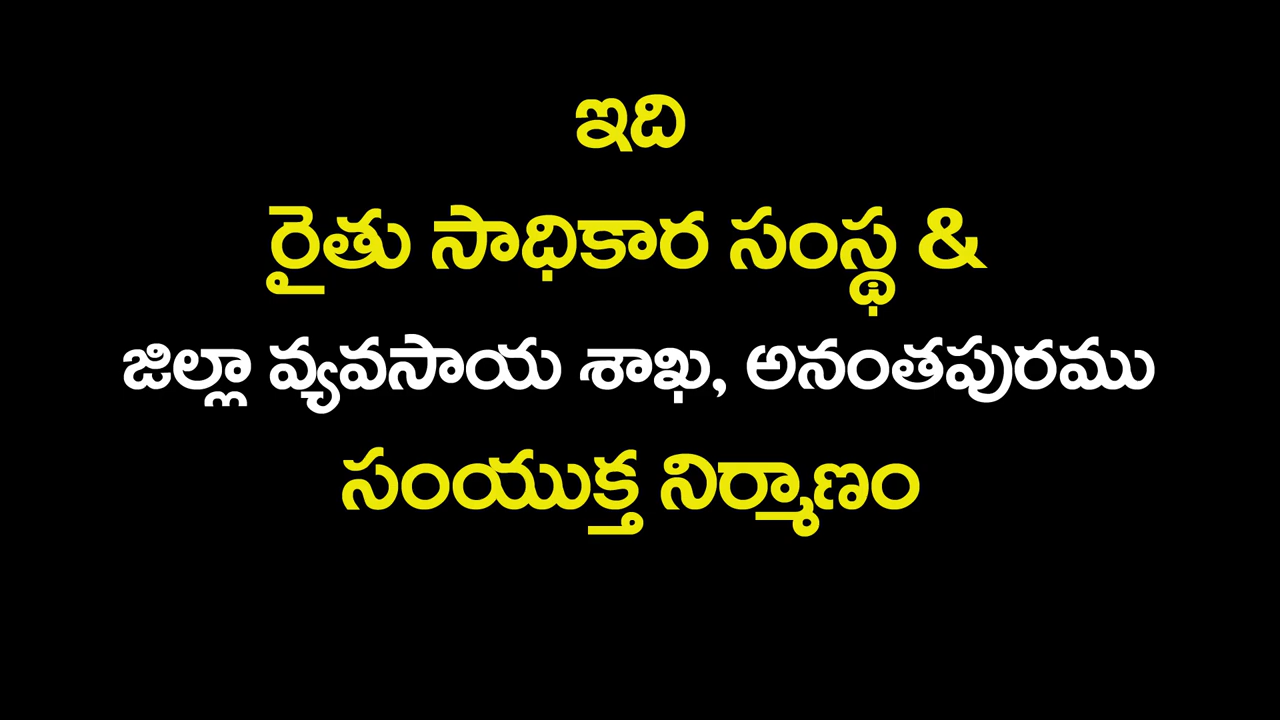 ఇది
రైతు సాధికార సంస్థ &
జిల్లా వ్యవసాయ శాఖ, అనంతపురము
సంయుక్త నిర్మాణం